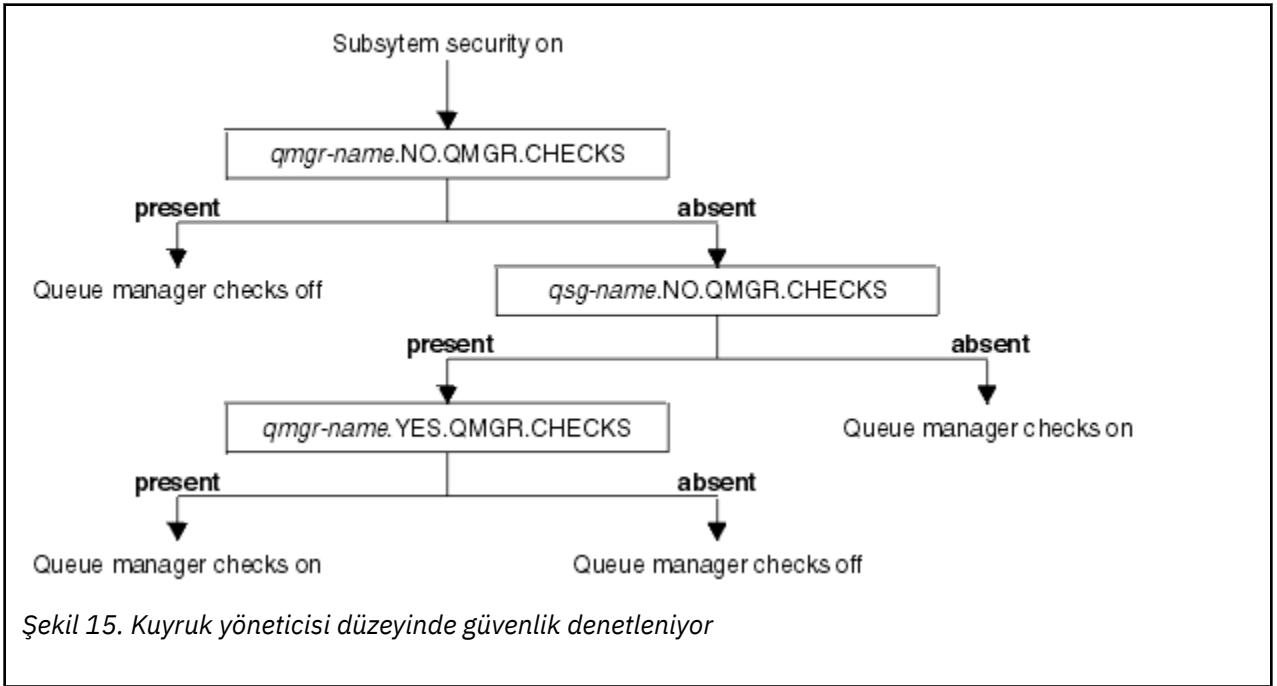 Subsytem security on
qmgr-name.NO.QMGR.CHECKS
present
absent
Queue manager checks off
qsg-name.NO.QMGR.CHECKS
present
absent
qmgr-name.YES.QMGR.CHECKS
Queue manager checks on
present
absent
Queue manager checks on
Queue manager checks off
Şekil 15. Kuyruk yöneticisi düzeyinde güvenlik denetleniyor